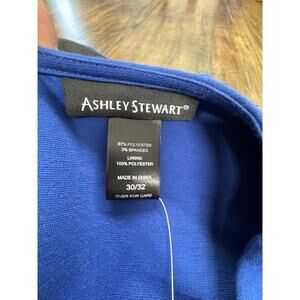 ASHLEY STEWART®
97% POLYESTER
3% SPANDEX
LINING:
100% POLYESTER
MADE IN CHINA
30/32
OVER FOR CARE